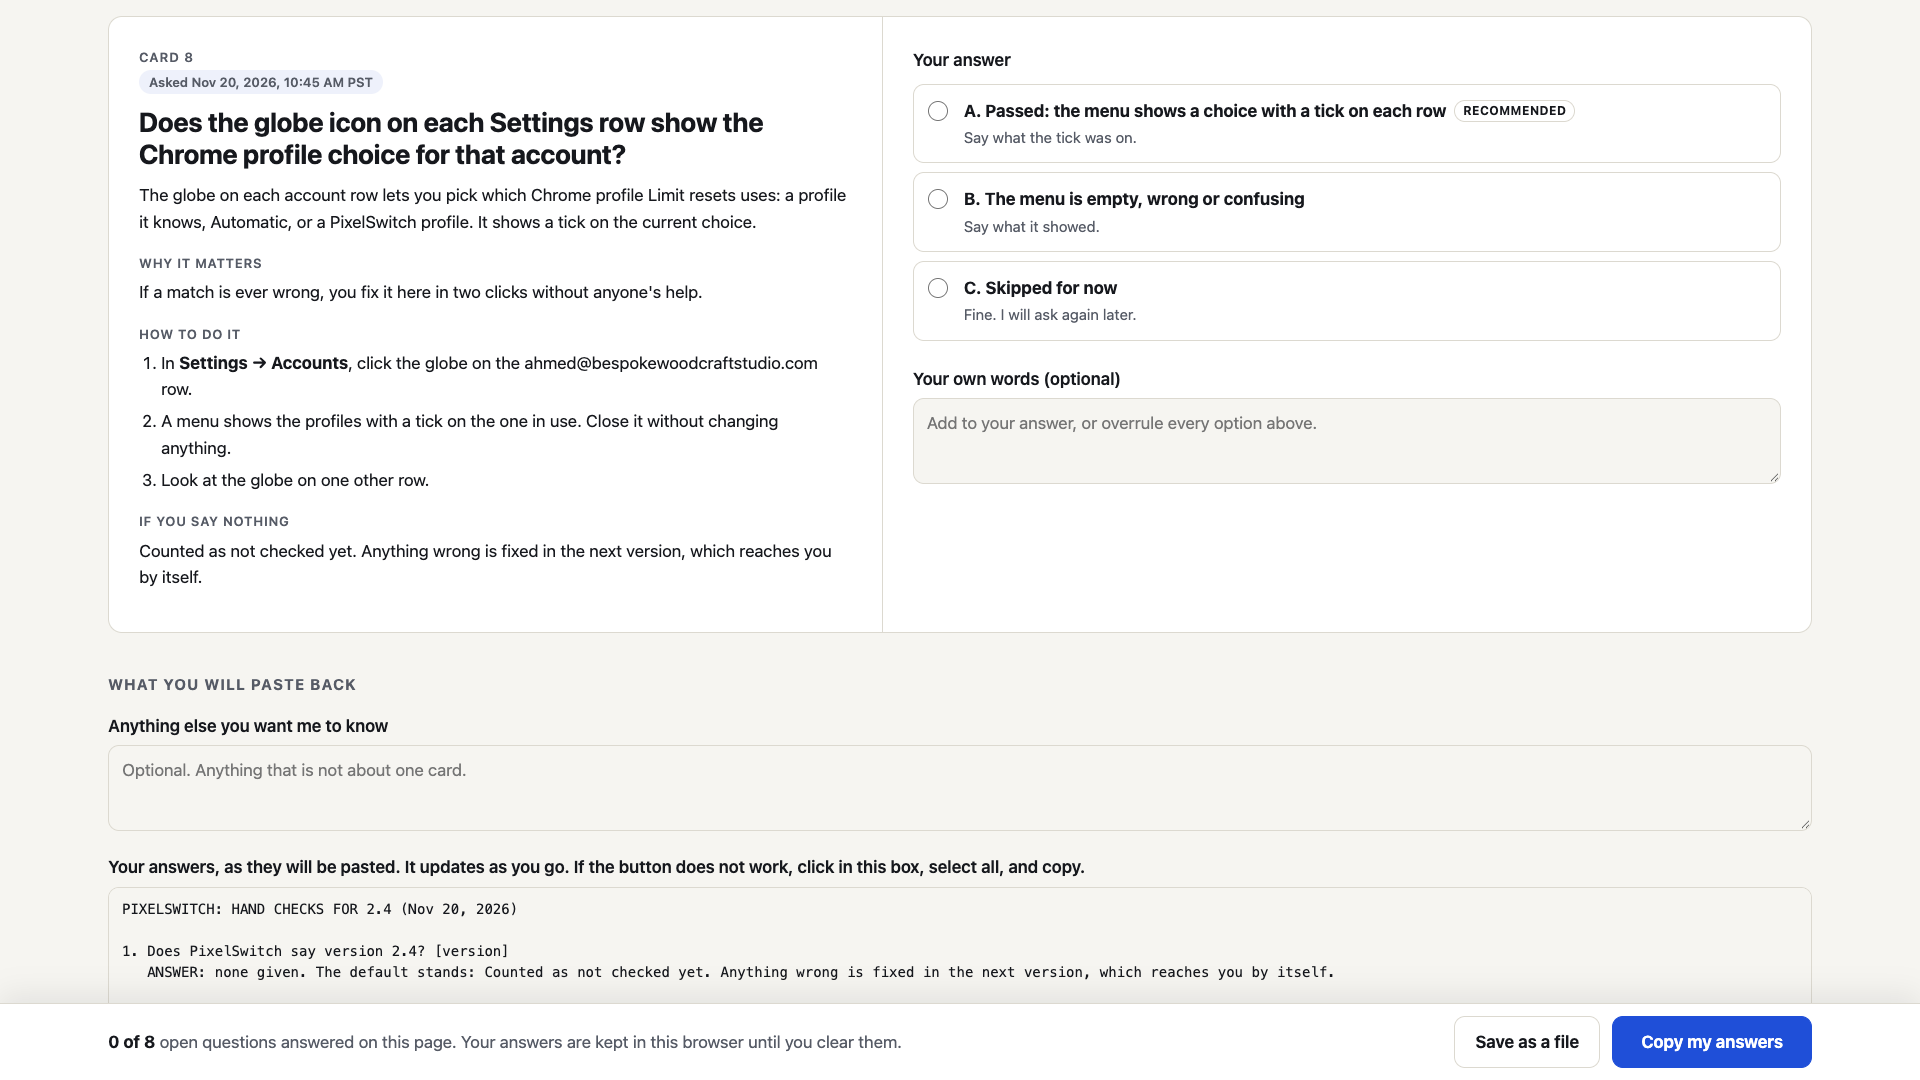 CARD 8
Asked Nov 20, 2026, 10:45 AM PST
Does the globe icon on each Settings row show the
Chrome profile choice for that account?
The globe on each account row lets you pick which Chrome profile Limit resets uses: a profile
it knows, Automatic, or a PixelSwitch profile. It shows a tick on the current choice.
WHY IT MATTERS
If a match is ever wrong, you fix it here in two clicks without anyone's help.
HOW TO DO IT
1. In Settings → Accounts, click the globe on the ahmed@bespokewoodcraftstudio.com
row.
2. A menu shows the profiles with a tick on the one in use. Close it without changing
anything.
3. Look at the globe on one other row.
IF YOU SAY NOTHING
Counted as not checked yet. Anything wrong is fixed in the next version, which reaches you
by itself.
Your answer
A. Passed: the menu shows a choice with a tick on each row RECOMMENDED
Say what the tick was on.
B. The menu is empty, wrong or confusing
Say what it showed.
C. Skipped for now
Fine. I will ask again later.
Your own words (optional)
Add to your answer, or overrule every option above.
WHAT YOU WILL PASTE BACK
Anything else you want me to know
Optional. Anything that is not about one card.
Your answers, as they will be pasted. It updates as you go. If the button does not work, click in this box, select all, and copy.
PIXELSWITCH: HAND CHECKS FOR 2.4 (Nov 20, 2026)
1. Does PixelSwitch say version 2.4? [version]
ANSWER: none given. The default stands: Counted as not checked yet. Anything wrong is fixed in the next version, which reaches you by itself.
0 of 8 open questions answered on this page. Your answers are kept in this browser until you clear them.
Save as a file
Copy my answers